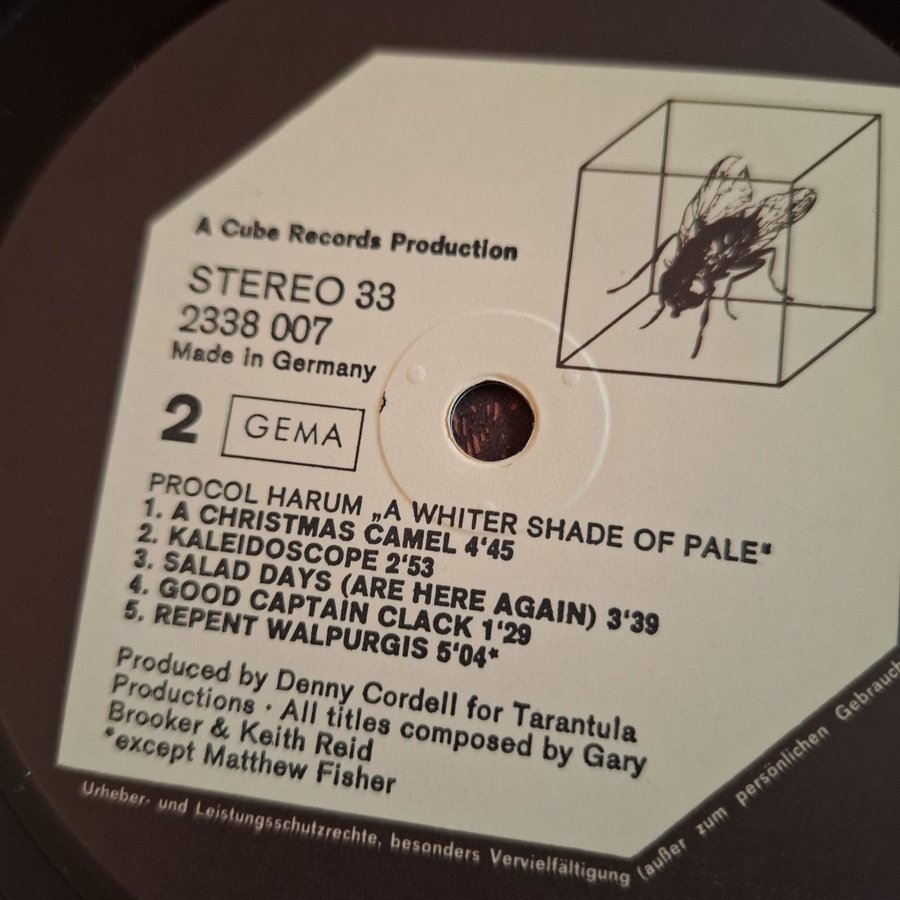 A Cube Records Production
STEREO 33
2338 007
Made in Germany
2 GEMA
PROCOL HARUM „A WHITER SHADE OF PALE“
1. A CHRISTMAS CAMEL 4‘45
2. KALEIDOSCOPE 2‘53
3. SALAD DAYS (ARE HERE AGAIN) 3‘39
4. GOOD CAPTAIN CLACK 1‘29
5. REPENT WALPURGIS 5‘04*
Produced by Denny Cordell for Tarantula
Productions · All titles composed by Gary
Brooker & Keith Reid
*except Matthew Fisher
Urheber- und Leistungsschutzrechte, besonders Vervielfältigung (außer zum persönlichen Gebrauch